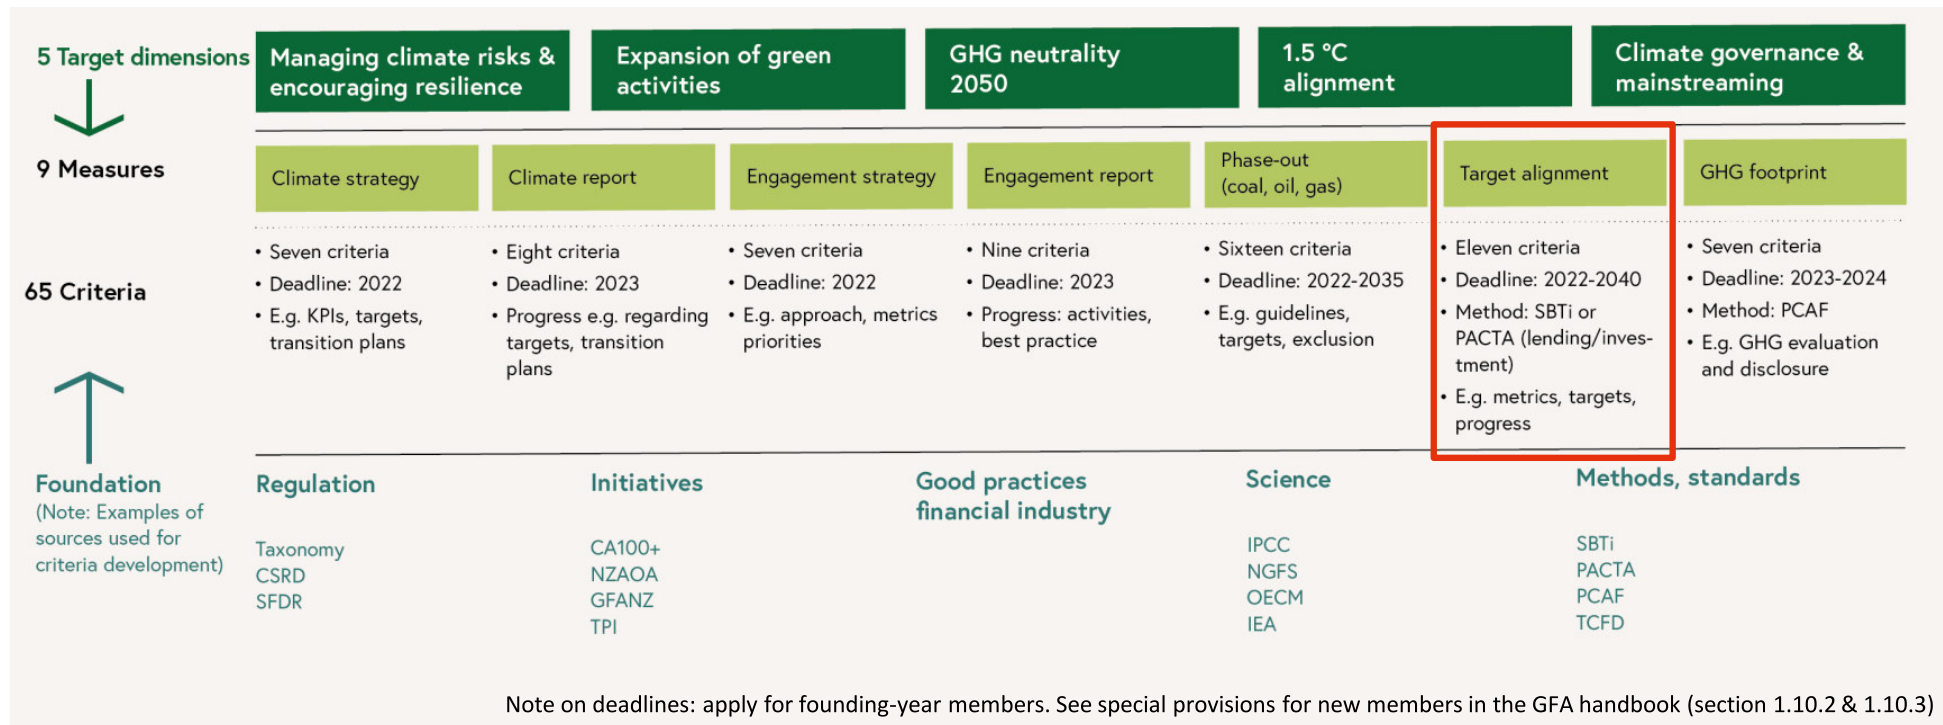 5 Target dimensions
Managing climate risks &
encouraging resilience
Expansion of green
activities
GHG neutrality
2050
1.5 °C
alignment
Climate governance &
mainstreaming
9 Measures
Climate strategy
Climate report
Engagement strategy
Engagement report
Phase-out
(coal, oil, gas)
Target alignment
GHG footprint
65 Criteria
• Seven criteria
• Deadline: 2022
• E.g. KPIs, targets,
transition plans
• Eight criteria
• Deadline: 2023
• Progress e.g. regarding
targets, transition
plans
• Seven criteria
• Deadline: 2022
• E.g. approach, metrics
priorities
• Nine criteria
• Deadline: 2023
• Progress: activities,
best practice
• Sixteen criteria
• Deadline: 2022-2035
• E.g. guidelines,
targets, exclusion
• Eleven criteria
• Deadline: 2022-2040
• Method: SBTi or
PACTA (lending/inves-
tment)
• E.g. metrics, targets,
progress
• Seven criteria
• Deadline: 2023-2024
• Method: PCAF
• E.g. GHG evaluation
and disclosure
Foundation
(Note: Examples of
sources used for
criteria development)
Regulation
Taxonomy
CSRD
SFDR
Initiatives
CA100+
NZAOA
GFANZ
TPI
Good practices
financial industry
Science
IPCC
NGFS
OECM
IEA
Methods, standards
SBTi
PACTA
PCAF
TCFD
Note on deadlines: apply for founding-year members. See special provisions for new members in the GFA handbook (section 1.10.2 & 1.10.3)